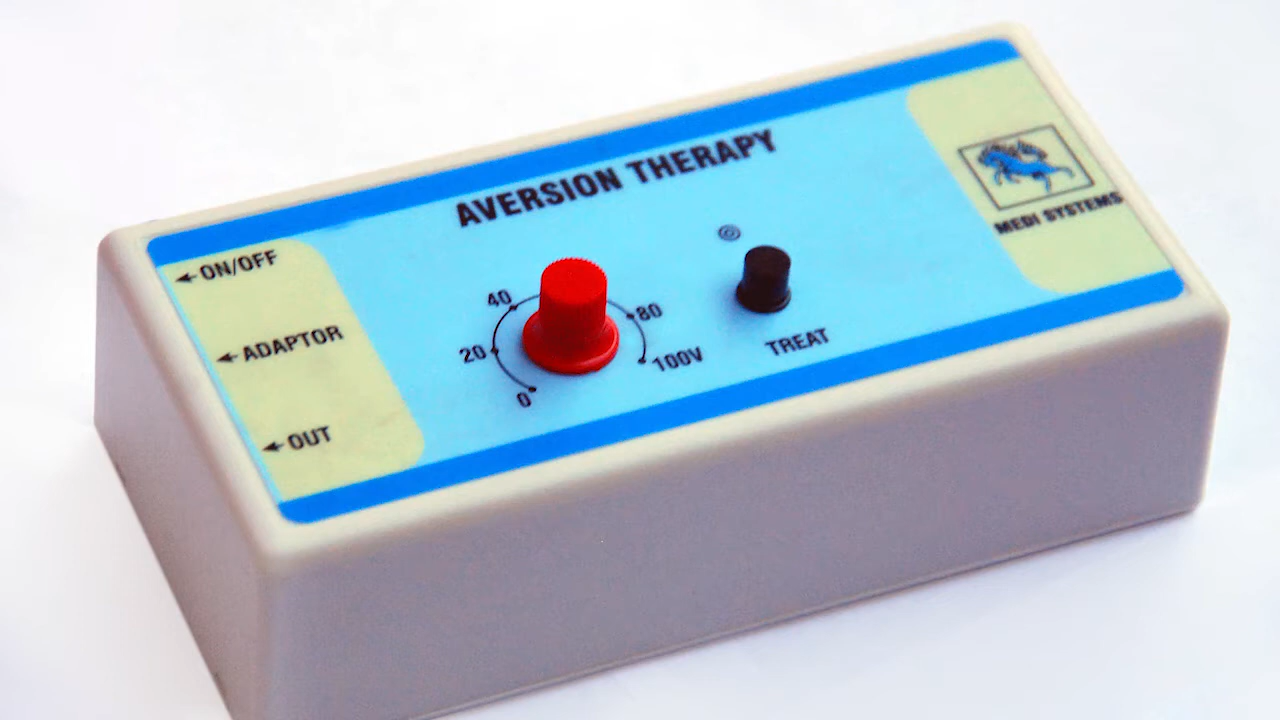 AVERSION THERAPY
MEDI SYSTEMS
ON/OFF
ADAPTOR
OUT
0
20
40
80
100V
TREAT